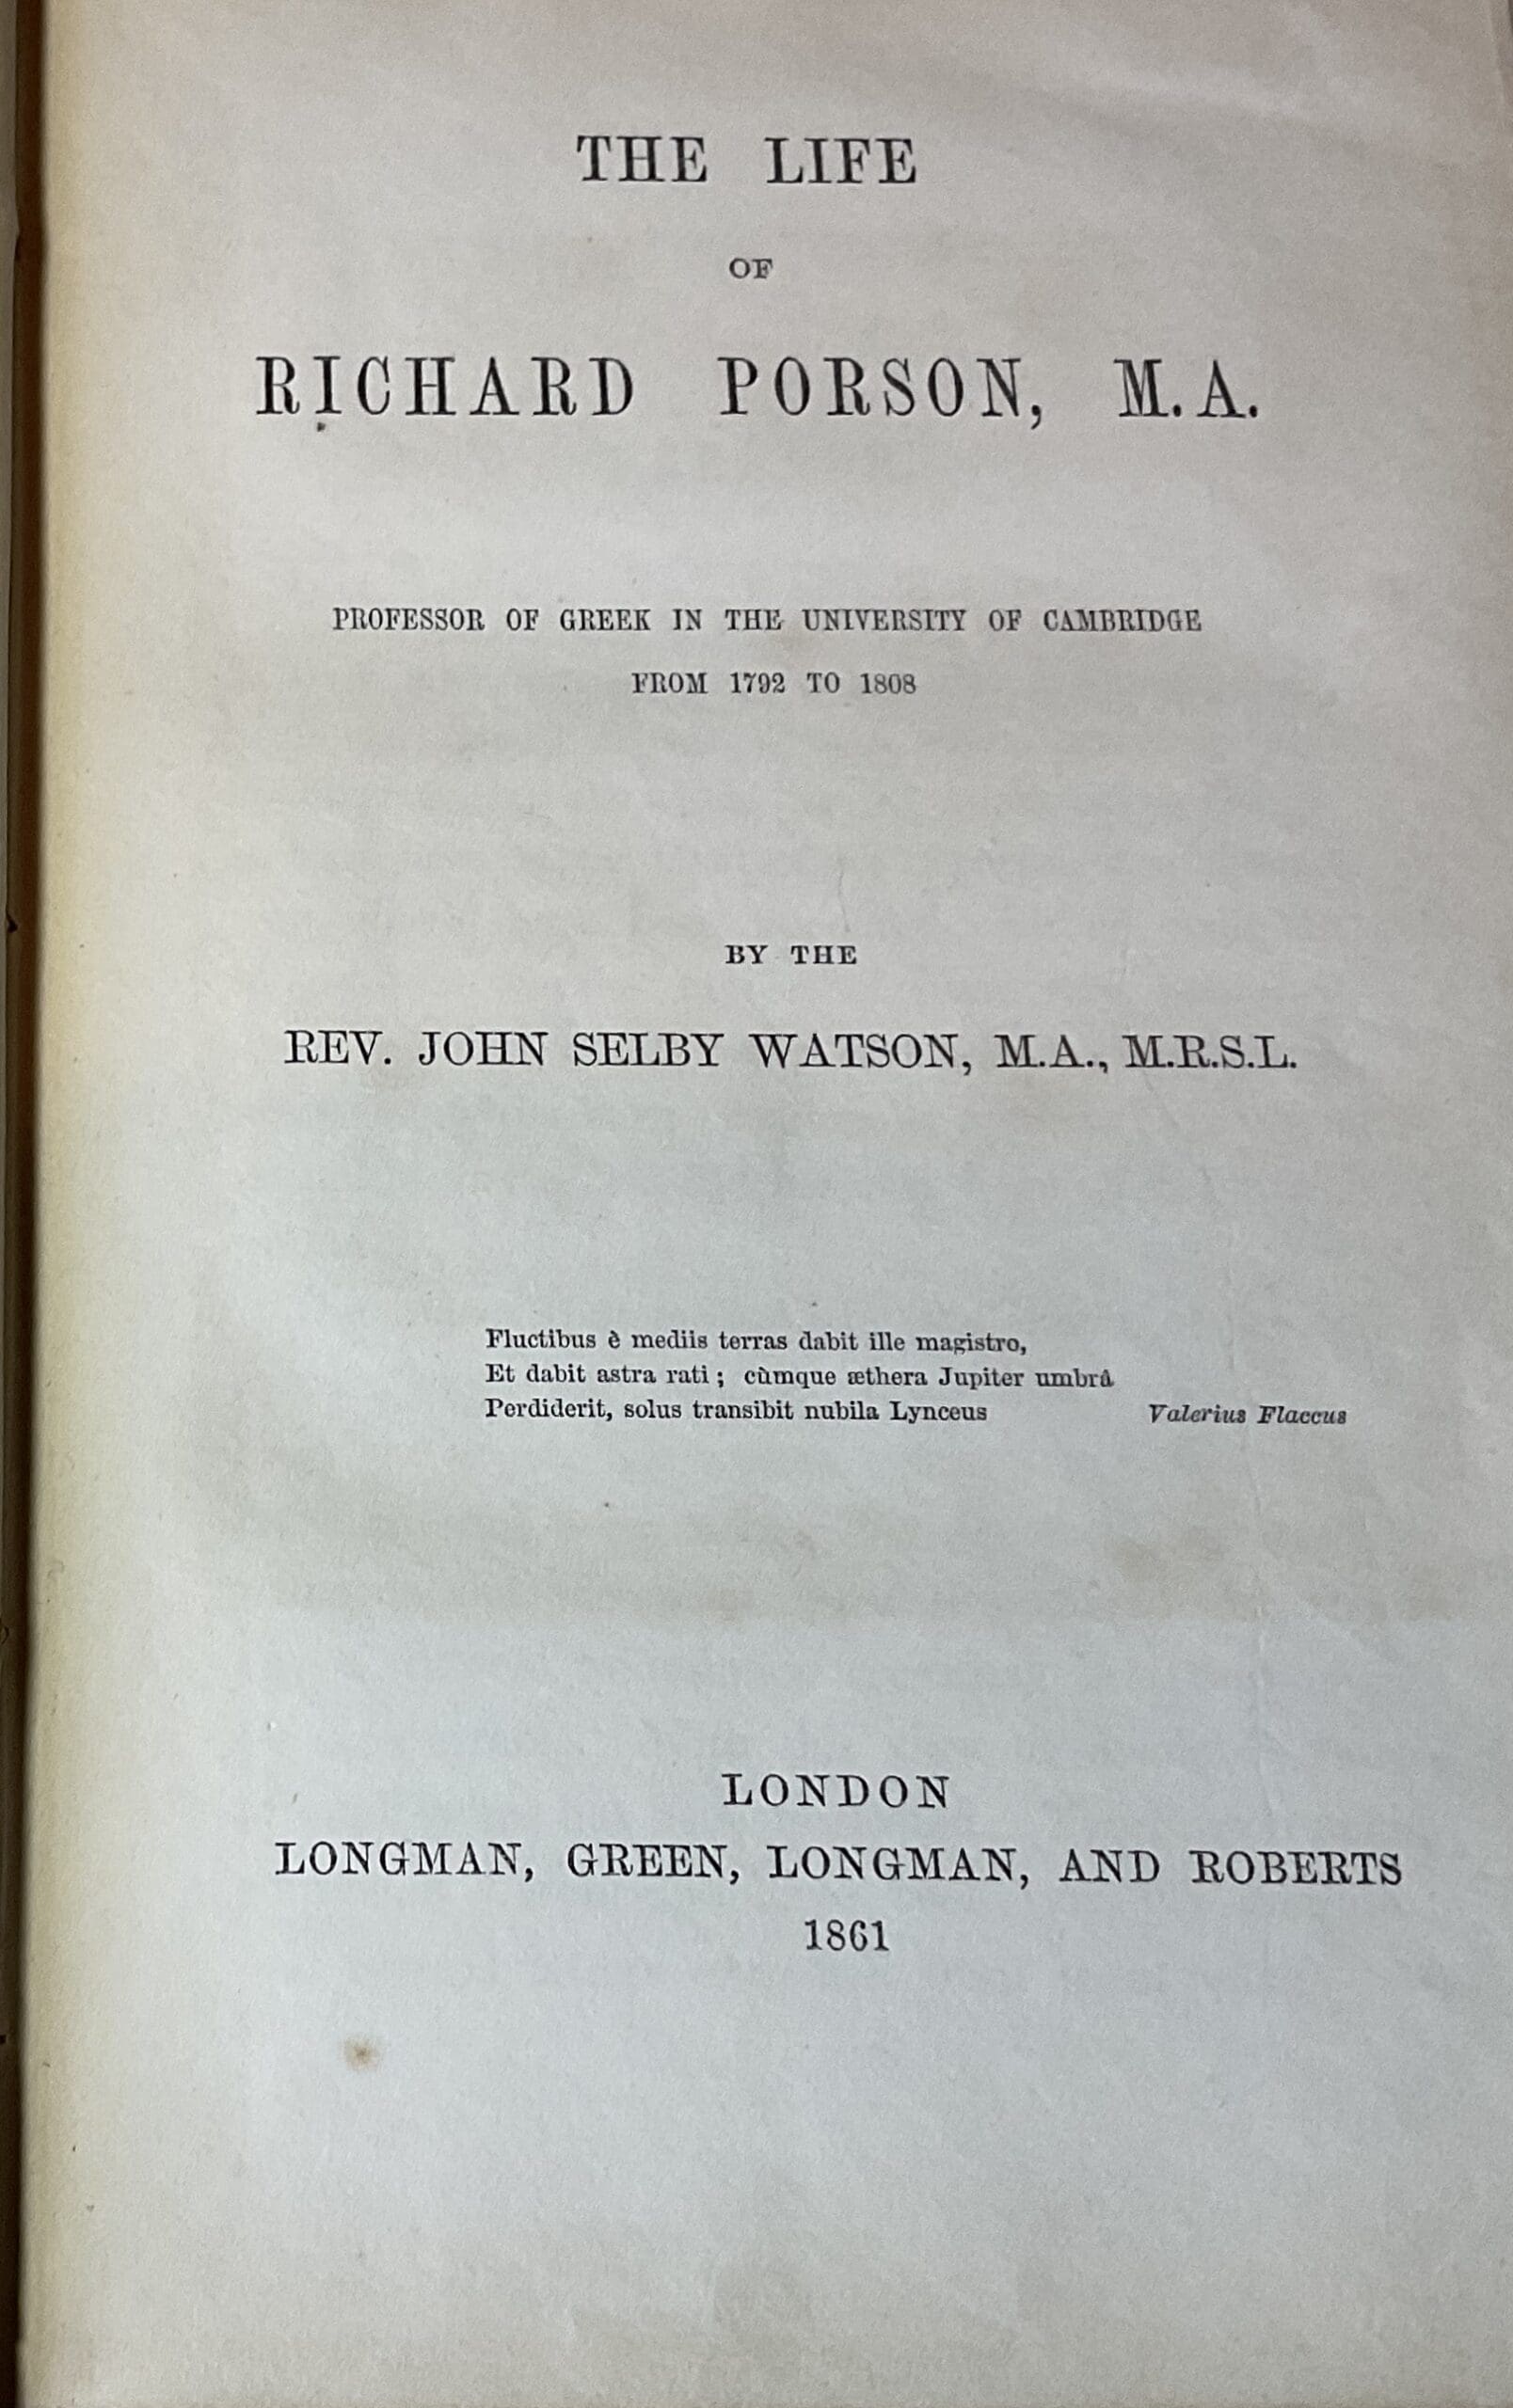 THE LIFE
OF
RICHARD PORSON, M.A.
PROFESSOR OF GREEK IN THE UNIVERSITY OF CAMBRIDGE
FROM 1792 TO 1808
BY THE
REV. JOHN SELBY WATSON, M.A., M.R.S.L.
Fluctibus è mediis terras dabit ille magistro,
Et dabit astra rati; cùmque æthera Jupiter umbrâ
Perdiderit, solus transibit nubila Lynceus Valerius Flaccus
LONDON
LONGMAN, GREEN, LONGMAN, AND ROBERTS
1861